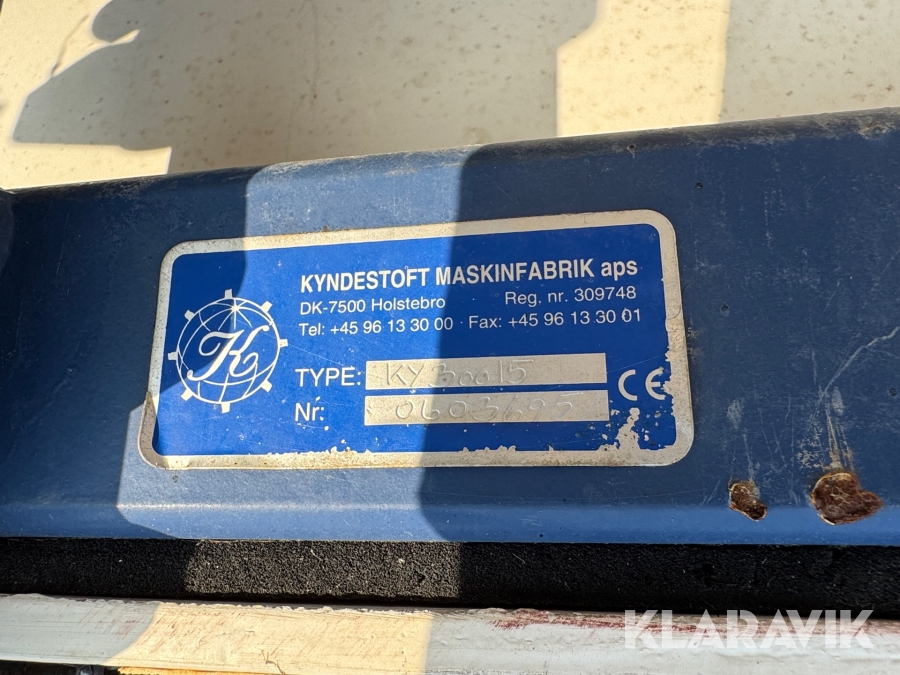 KYNDESTOFT MASKINFABRIK aps
DK-7500 Holstebro Reg. nr. 309748
Tel: +45 96 13 30 00 · Fax: +45 96 13 30 01
K
TYPE: KY30015
Nr:
CE
KLARAVIK